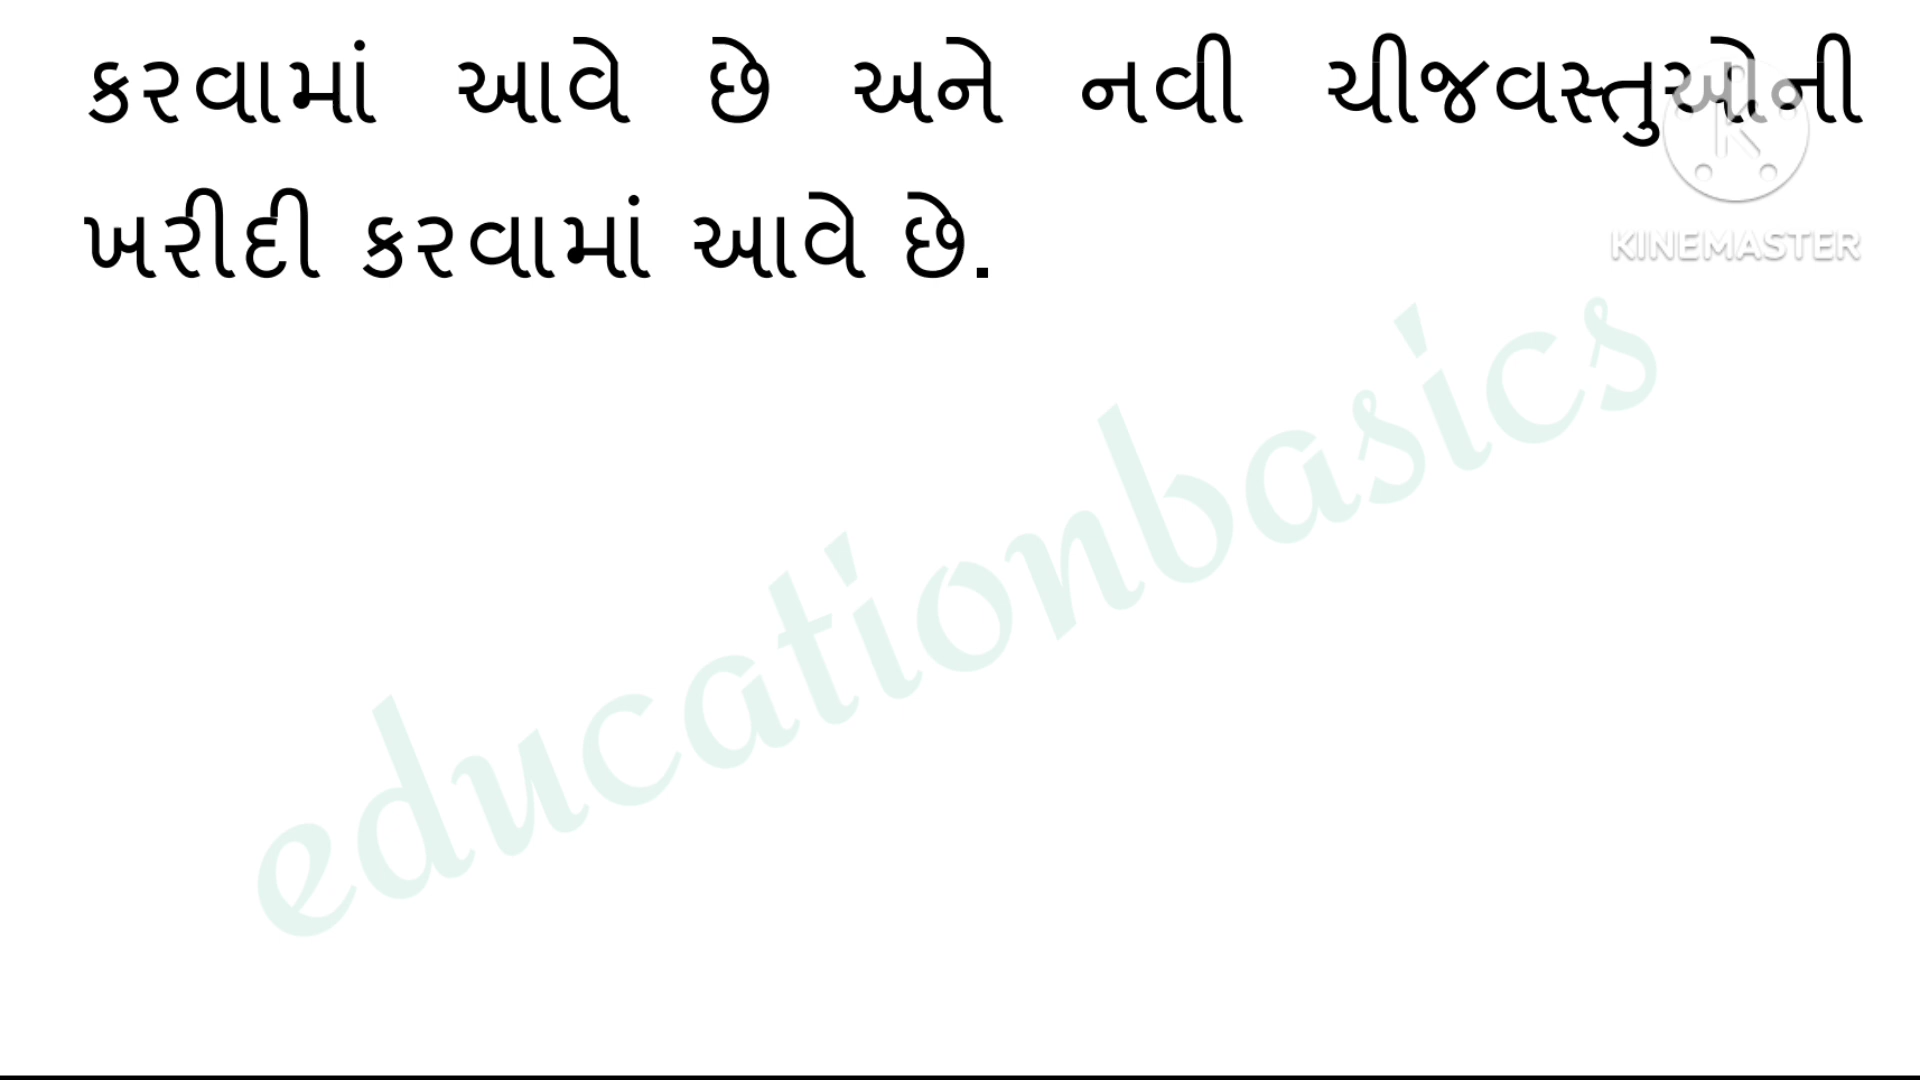 કરવામાં આવે છે અને નવી ચીજવસ્તુઓની
ખરીદી કરવામાં આવે છે.
KINEMASTER
educationbasics